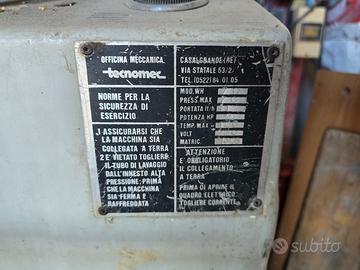 OFFICINA MECCANICA
tecnomec
CASALGRANDE (RE)
VIA STATALE 63/2
TEL. (0522) 84 01 05
NORME PER LA
SICUREZZA DI
ESERCIZIO
MOD. WH
PRESS MAX
PORTATA lt/h
POTENZA HP
TEMP. MAX
VOLT
MATRIC.
1 ASSICURARSI CHE
LA MACCHINA SIA
COLLEGATA A TERRA
2 E' VIETATO TOGLIERE
IL TUBO DI LAVAGGIO
DALL'INNESTO ALTA
PRESSIONE: PRIMA
CHE LA MACCHINA
SIA FERMA E
RAFFREDDATA
ATTENZIONE
E' OBBLIGATORIO
IL COLLEGAMENTO
A TERRA
PRIMA DI APRIRE IL
QUADRO ELETTRICO
TOGLIERE CORRENTE
subito